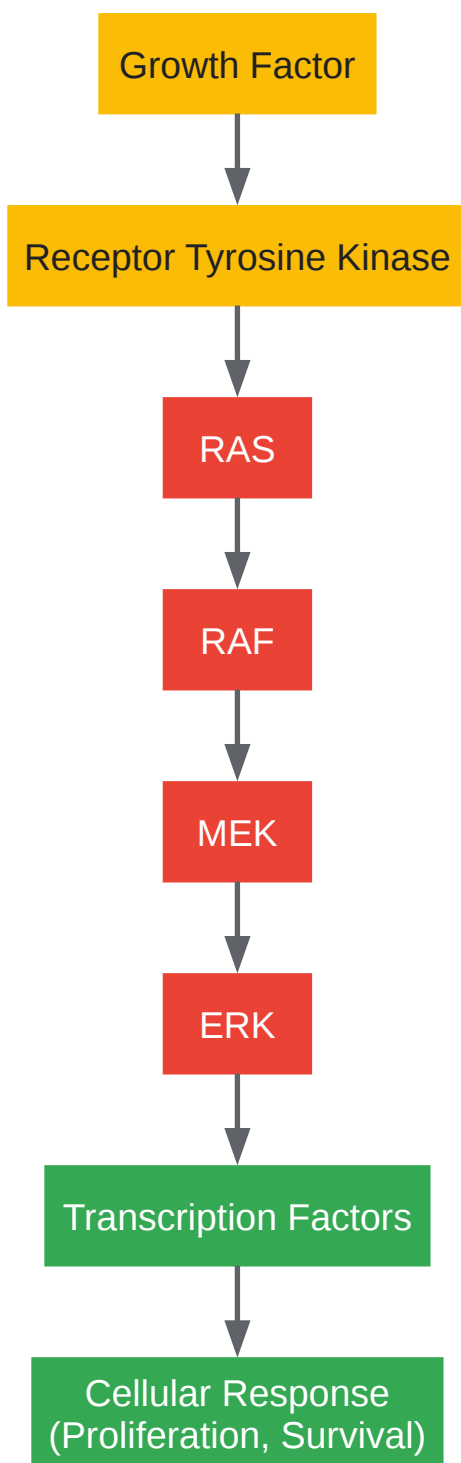 Growth Factor
Receptor Tyrosine Kinase
RAS
RAF
MEK
ERK
Transcription Factors
Cellular Response
(Proliferation, Survival)